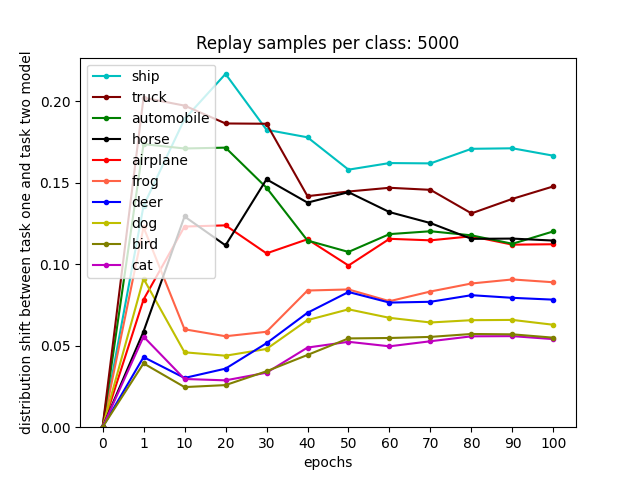 Replay samples per class: 5000
distribution shift between task one and task two model
0.20
0.15
0.10
0.05
0.00
ship
truck
automobile
horse
airplane
frog
deer
dog
bird
cat
0 1 10 20 30 40 50 60 70 80 90 100
epochs